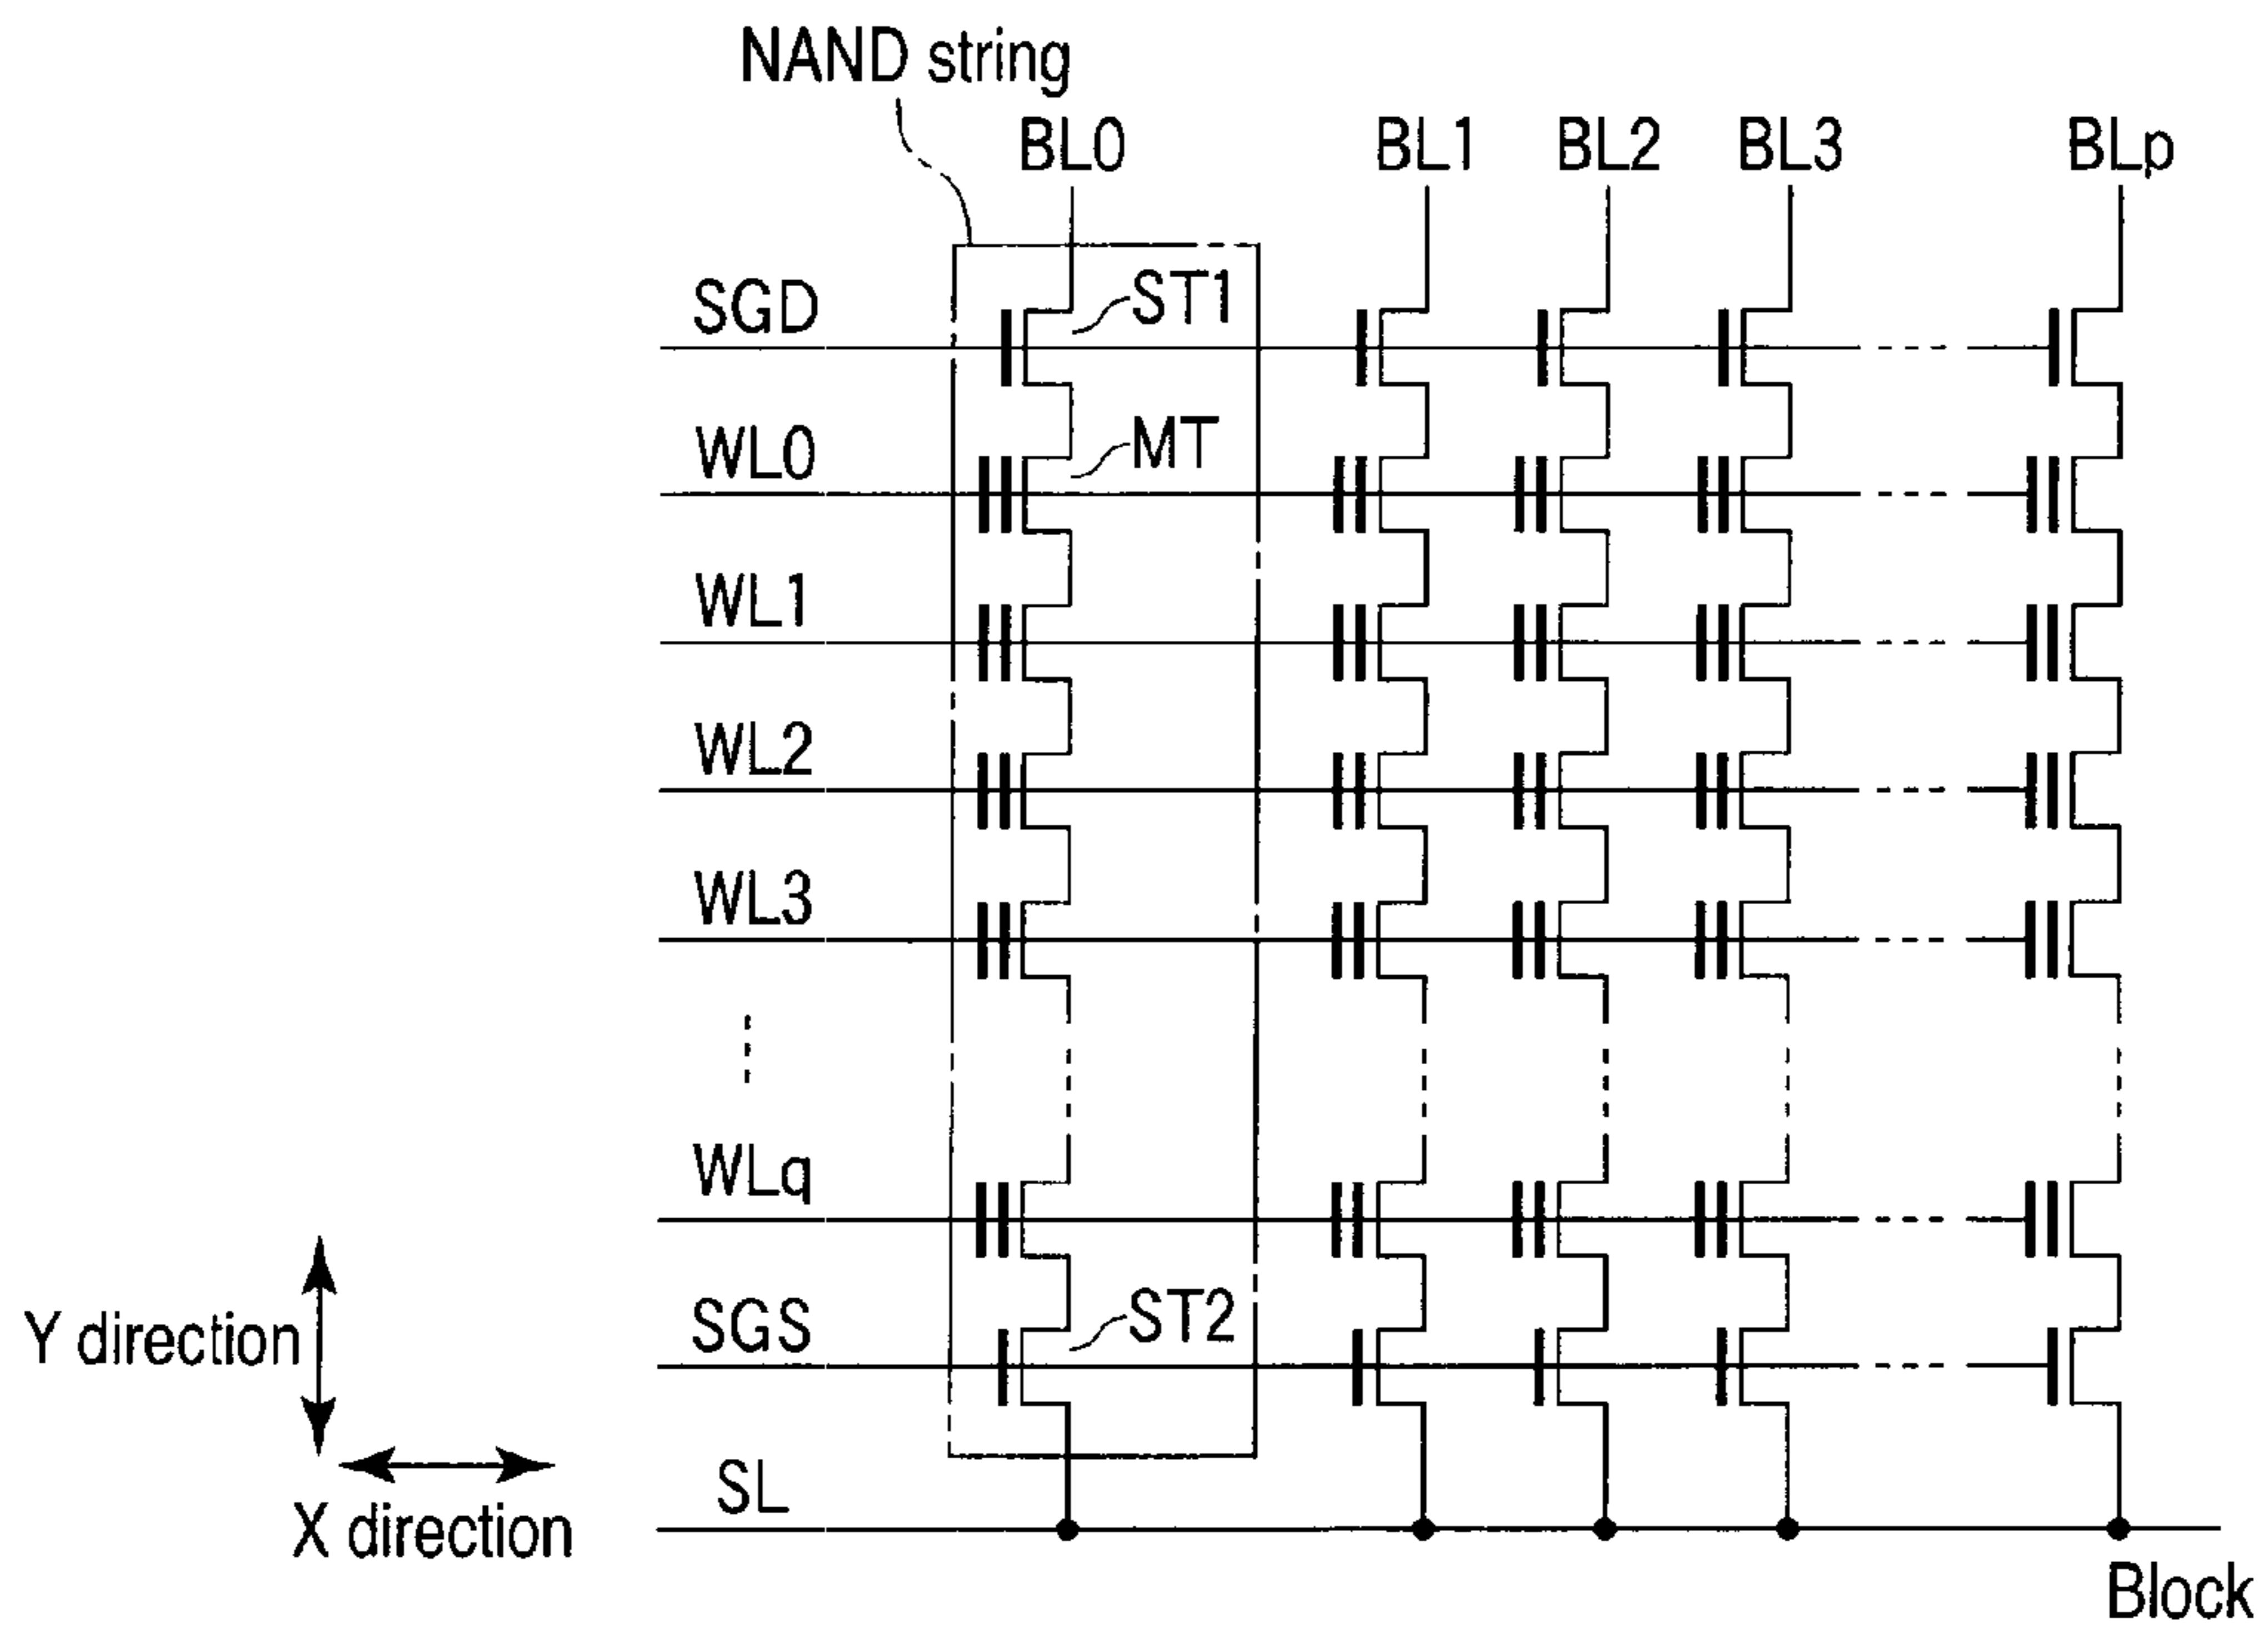 NAND string
BL0 BL1 BL2 BL3 BLp
SGD ST1
WL0 MT
WL1
WL2
WL3
WLq
SGS ST2
Y direction
SL
X direction
Block